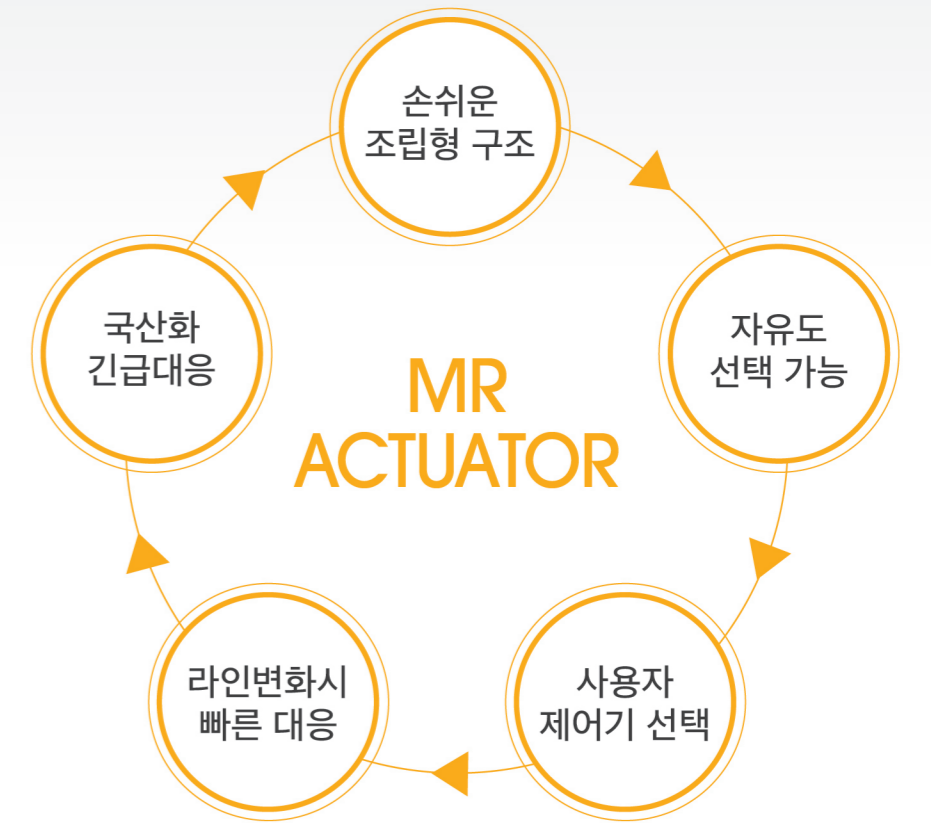 손쉬운
조립형 구조
자유도
선택 가능
사용자
제어기 선택
라인변화시
빠른 대응
국산화
긴급대응
MR
ACTUATOR